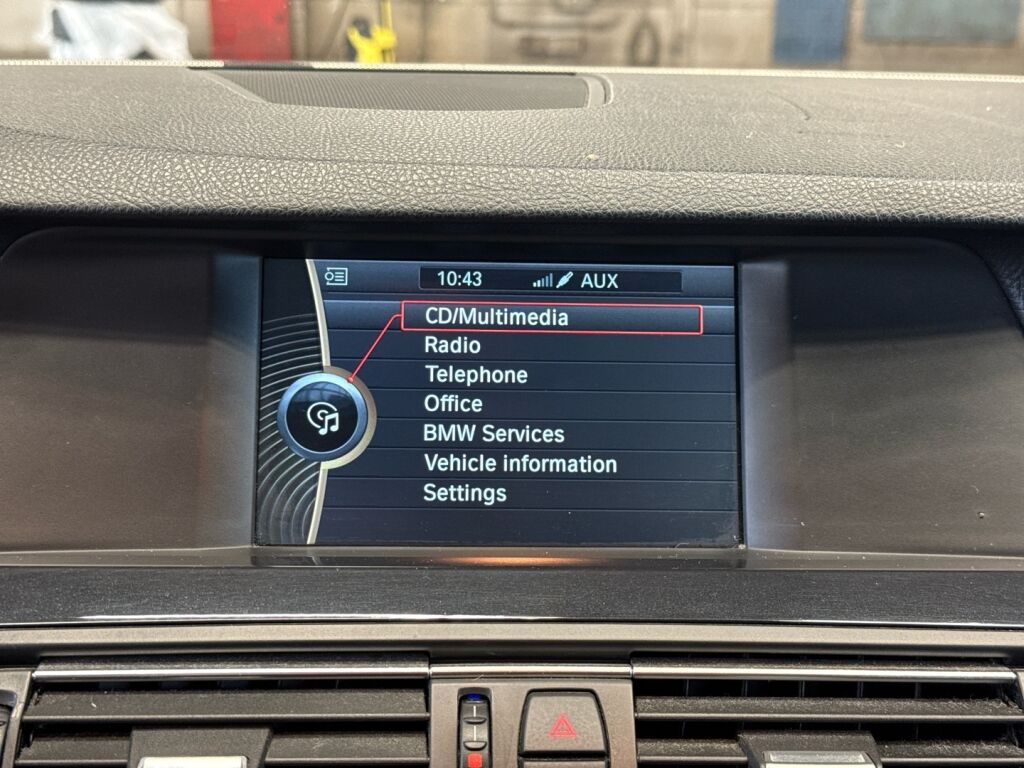 10:43 AUX
CD/Multimedia
Radio
Telephone
Office
BMW Services
Vehicle information
Settings